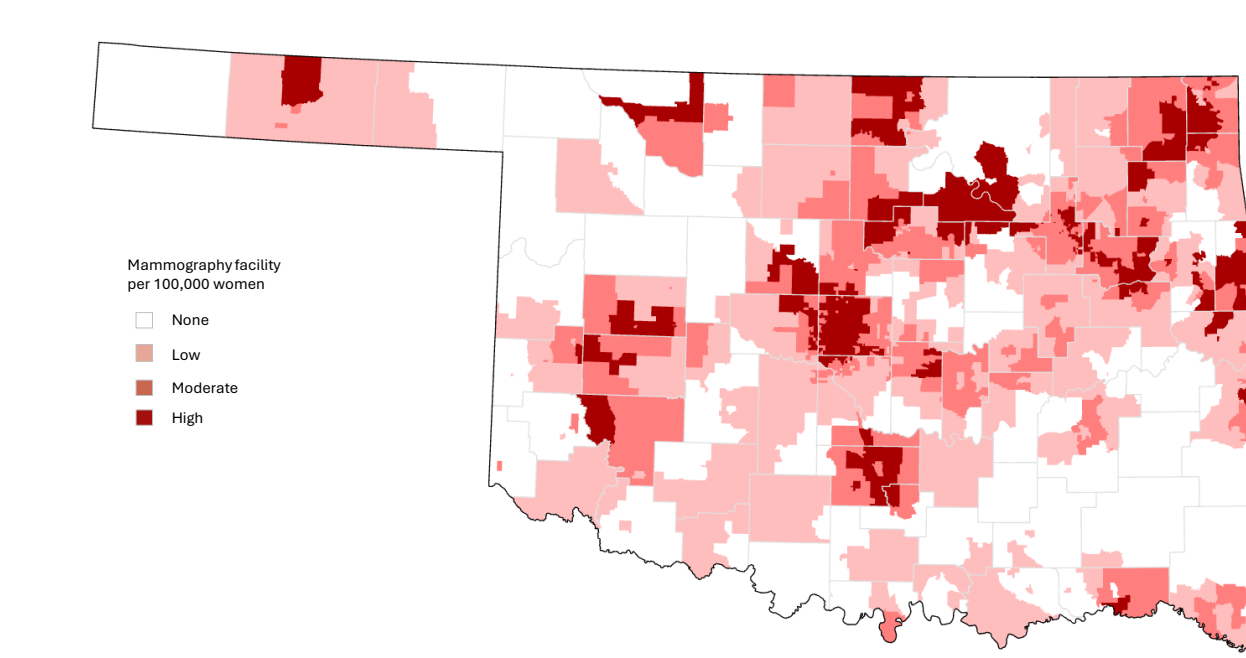 Mammography facility
per 100,000 women
None
Low
Moderate
High